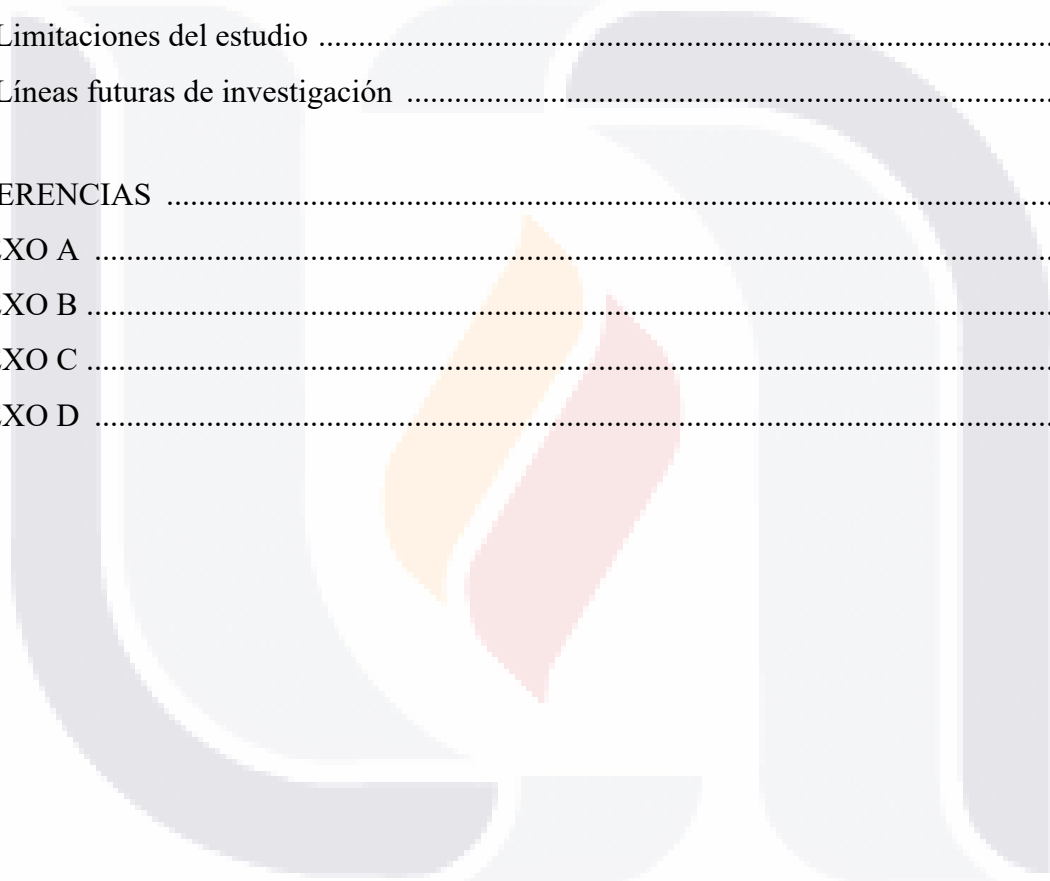 Limitaciones del estudio ..........................................................................................
Líneas futuras de investigación ................................................................................
ERENCIAS ..............................................................................................................
XO A .......................................................................................................................
XO B .......................................................................................................................
XO C .......................................................................................................................
XO D .......................................................................................................................